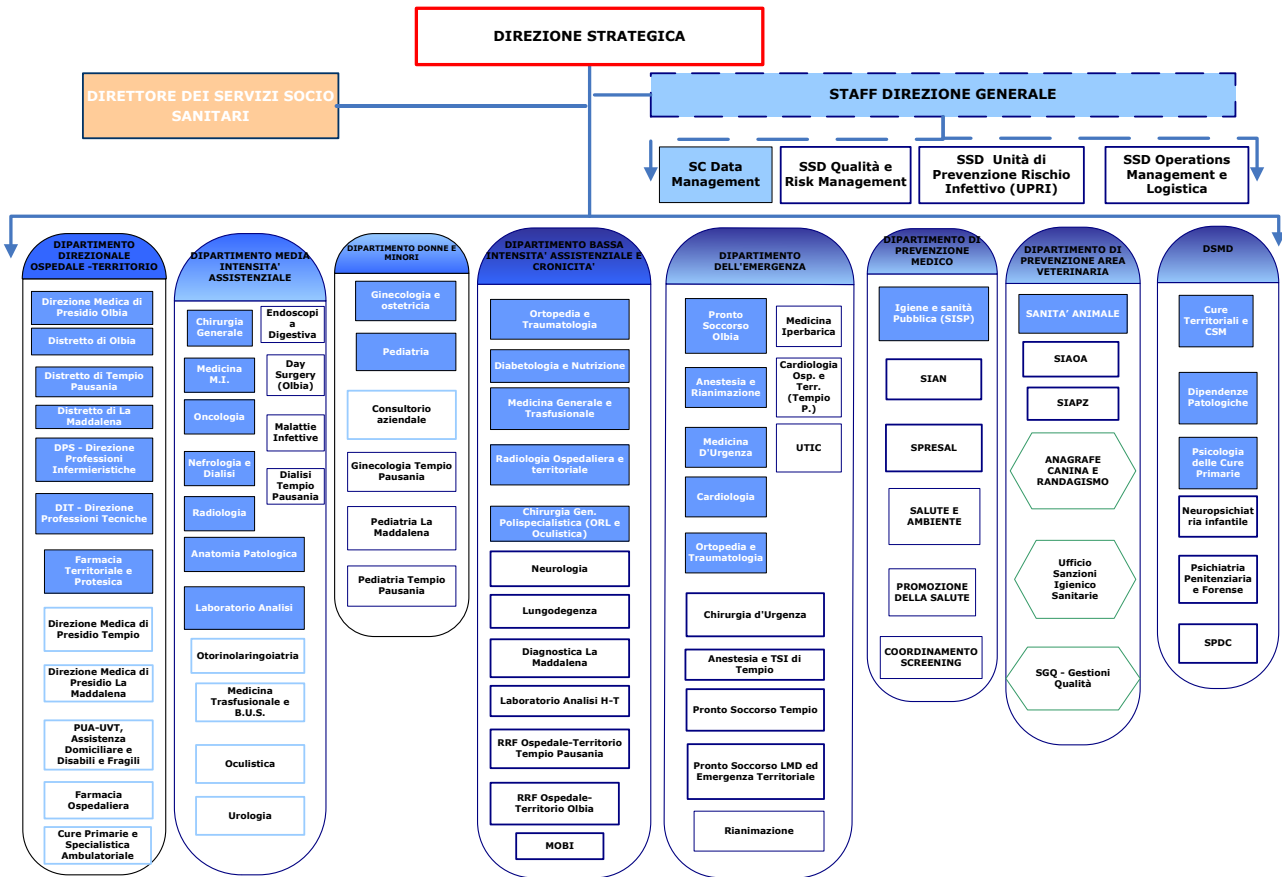 DIREZIONE STRATEGICA
DIRETTORE DEI SERVIZI SOCIO
SANITARI
STAFF DIREZIONE GENERALE
SC Data
Management
SSD Qualità e
Risk Management
SSD Unità di
Prevenzione Rischio
Infettivo (UPRI)
SSD Operations
Management e
Logistica
DIPARTIMENTO
DIREZIONALE
OSPEDALE -TERRITORIO
Direzione Medica di
Presidio Olbia
Distretto di Olbia
Distretto di Tempio
Pausania
Distretto di La
Maddalena
DPS - Direzione
Professioni
Infermieristiche
DIT - Direzione
Professioni Tecniche
Farmacia
Territoriale e
Protesica
Direzione Medica di
Presidio Tempio
Direzione Medica di
Presidio La
Maddalena
PUA-UVT,
Assistenza
Domiciliare e
Disabili e Fragili
Farmacia
Ospedaliera
Cure Primarie e
Specialistica
Ambulatoriale
DIPARTIMENTO MEDIA
INTENSITA'
ASSISTENZIALE
Chirurgia
Generale
Endoscopi
a
Digestiva
Medicina
M.I.
Day
Surgery
(Olbia)
Oncologia
Malattie
Infettive
Nefrologia e
Dialisi
Dialisi
Tempio
Pausania
Radiologia
Anatomia Patologica
Laboratorio Analisi
Otorinolaringoiatria
Medicina
Trasfusionale e
B.U.S.
Oculistica
Urologia
DIPARTIMENTO DONNE E
MINORI
Ginecologia e
ostetricia
Pediatria
Consultorio
aziendale
Ginecologia Tempio
Pausania
Pediatria La
Maddalena
Pediatria Tempio
Pausania
DIPARTIMENTO BASSA
INTENSITA' ASSISTENZIALE E
CRONICITA'
Ortopedia e
Traumatologia
Diabetologia e Nutrizione
Medicina Generale e
Trasfusionale
Radiologia Ospedaliera e
territoriale
Chirurgia Gen.
Polispecialistica (ORL e
Oculistica)
Neurologia
Lungodegenza
Diagnostica La
Maddalena
Laboratorio Analisi H-T
RRF Ospedale-Territorio
Tempio Pausania
RRF Ospedale-
Territorio Olbia
MOBI
DIPARTIMENTO
DELL'EMERGENZA
Pronto
Soccorso
Olbia
Medicina
Iperbarica
Anestesia e
Rianimazione
Cardiologia
Osp. e
Terr.
(Tempio
P.)
Medicina
D'Urgenza
UTIC
Cardiologia
Ortopedia e
Traumatologia
Chirurgia d'Urgenza
Anestesia e TSI di
Tempio
Pronto Soccorso Tempio
Pronto Soccorso LMD ed
Emergenza Territoriale
Rianimazione
DIPARTIMENTO DI
PREVENZIONE
MEDICO
Igiene e sanità
Pubblica (SISP)
SIAN
SPRESAL
SALUTE E
AMBIENTE
PROMOZIONE
DELLA SALUTE
COORDINAMENTO
SCREENING
DIPARTIMENTO DI
PREVENZIONE AREA
VETERINARIA
SANITA' ANIMALE
SIAOA
SIAPZ
ANAGRAFE
CANINA E
RANDAGISMO
Ufficio
Sanzioni
Igienico
Sanitarie
SGQ - Gestioni
Qualità
DSMD
Cure
Territoriali e
CSM
Dipendenze
Patologiche
Psicologia
delle Cure
Primarie
Neuropsichiat
ria infantile
Psichiatria
Penitenziaria
e Forense
SPDC